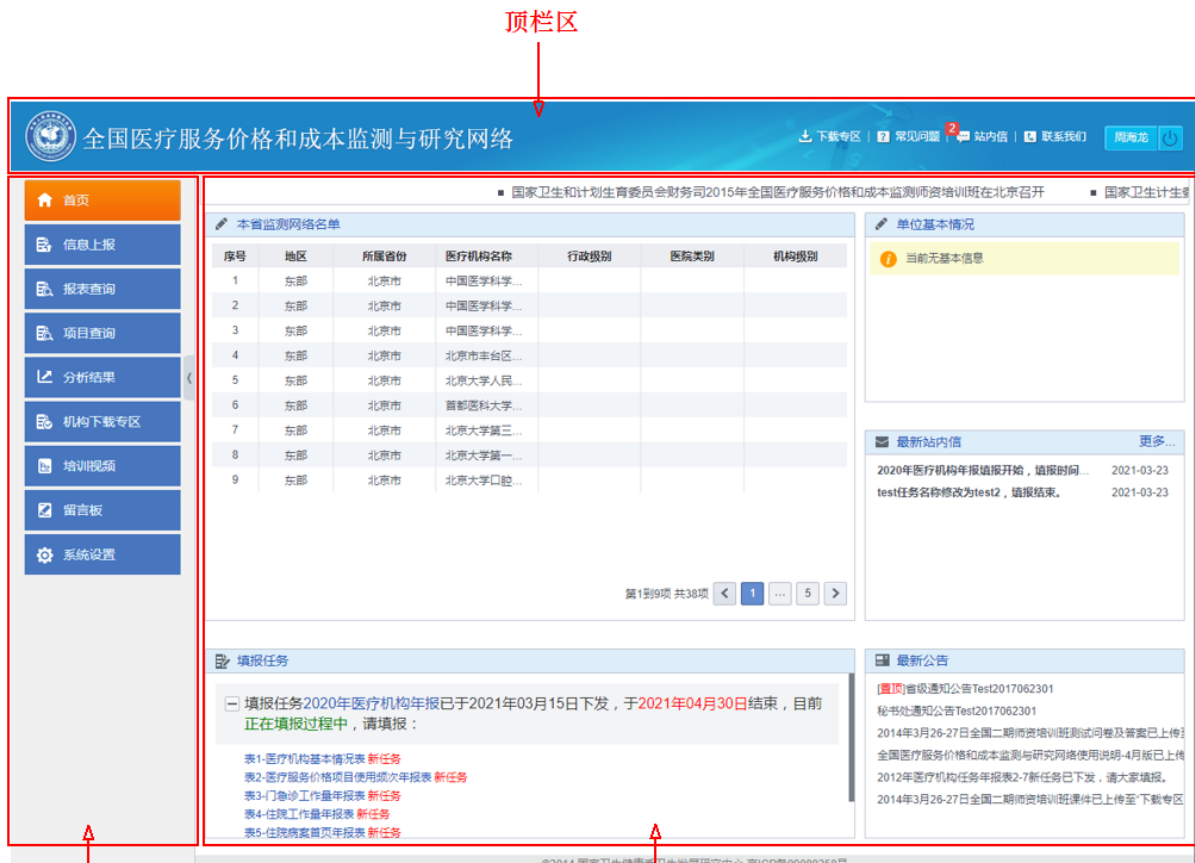 顶栏区
全国医疗服务价格和成本监测与研究网络
下载专区 | 常见问题 | 2 站内信 | 联系我们 周海龙
首页
信息上报
报表查询
项目查询
分析结果
机构下载专区
培训视频
留言板
系统设置
■ 国家卫生和计划生育委员会财务司2015年全国医疗服务价格和成本监测师资培训班在北京召开 ■ 国家卫生计生委
本省监测网络名单
序号 地区 所属省份 医疗机构名称 行政级别 医院类别 机构级别
1 东部 北京市 中国医学科学...
2 东部 北京市 中国医学科学...
3 东部 北京市 中国医学科学...
4 东部 北京市 北京市丰台区...
5 东部 北京市 北京大学人民...
6 东部 北京市 首都医科大学...
7 东部 北京市 北京大学第三...
8 东部 北京市 北京大学第一...
9 东部 北京市 北京大学口腔...
第1到9项 共38项 1 ... 5
单位基本情况
当前无基本信息
最新站内信 更多...
2020年医疗机构年报填报开始，填报时间... 2021-03-23
test任务名称修改为test2，填报结束。 2021-03-23
填报任务
填报任务2020年医疗机构年报已于2021年03月15日下发，于2021年04月30日结束，目前
正在填报过程中，请填报：
表1-医疗机构基本情况表 新任务
表2-医疗服务价格项目使用频次年报表 新任务
表3-门急诊工作量年报表 新任务
表4-住院工作量年报表 新任务
表5-住院病案首页年报表 新任务
最新公告
[置顶]省级通知公告Test2017062301
秘书处通知公告Test2017062301
2014年3月26-27日全国二期师资培训班测试问卷及答案已上传至
全国医疗服务价格和成本监测与研究网络使用说明-4月版已上传
2012年医疗机构任务年报表2-7新任务已下发，请大家填报。
2014年3月26-27日全国二期师资培训班课件已上传至"下载专区